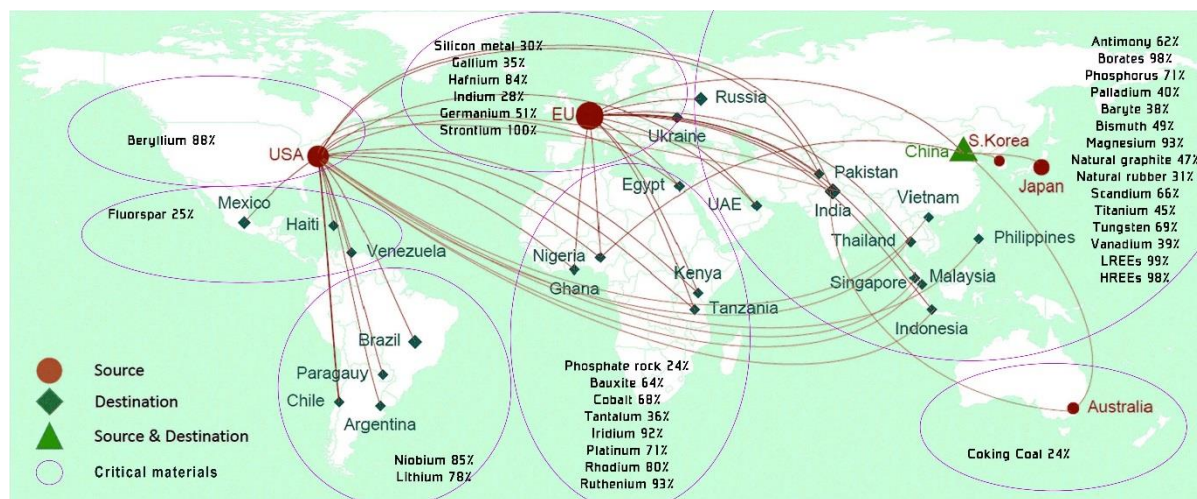 Silicon metal 30%
Gallium 35%
Hafnium 84%
Indium 28%
Germanium 51%
Strontium 100%
Antimony 62%
Borates 98%
Phosphorus 71%
Palladium 40%
Baryte 38%
Bismuth 49%
Magnesium 93%
Natural graphite 47%
Natural rubber 31%
Scandium 66%
Titanium 45%
Tungsten 69%
Vanadium 39%
LREEs 99%
HREEs 98%
Beryllium 88%
USA
EU
Russia
Ukraine
China
S.Korea
Japan
Pakistan
India
Egypt
UAE
Vietnam
Thailand
Philippines
Singapore
Malaysia
Indonesia
Fluorspar 25%
Mexico
Haiti
Venezuela
Nigeria
Ghana
Kenya
Tanzania
Brazil
Paragauy
Chile
Argentina
Niobium 85%
Lithium 78%
Phosphate rock 24%
Bauxite 64%
Cobalt 68%
Tantalum 36%
Iridium 92%
Platinum 71%
Rhodium 80%
Ruthenium 93%
Australia
Coking Coal 24%
Source
Destination
Source & Destination
Critical materials